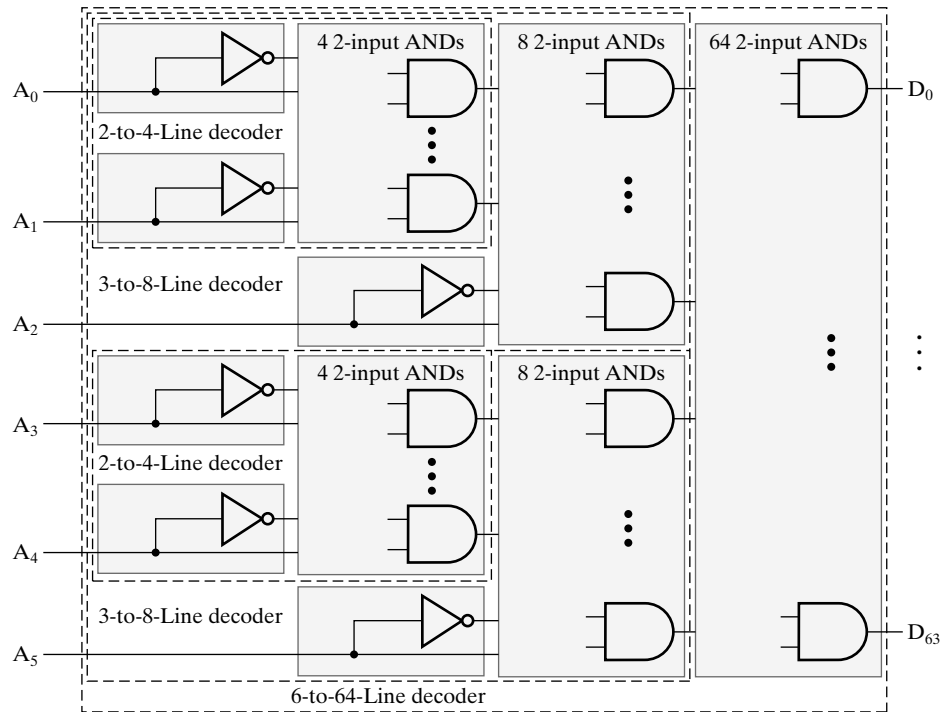 4 2-input ANDs
8 2-input ANDs
64 2-input ANDs
A0
D0
2-to-4-Line decoder
A1
3-to-8-Line decoder
A2
4 2-input ANDs
8 2-input ANDs
A3
2-to-4-Line decoder
A4
3-to-8-Line decoder
D63
A5
6-to-64-Line decoder